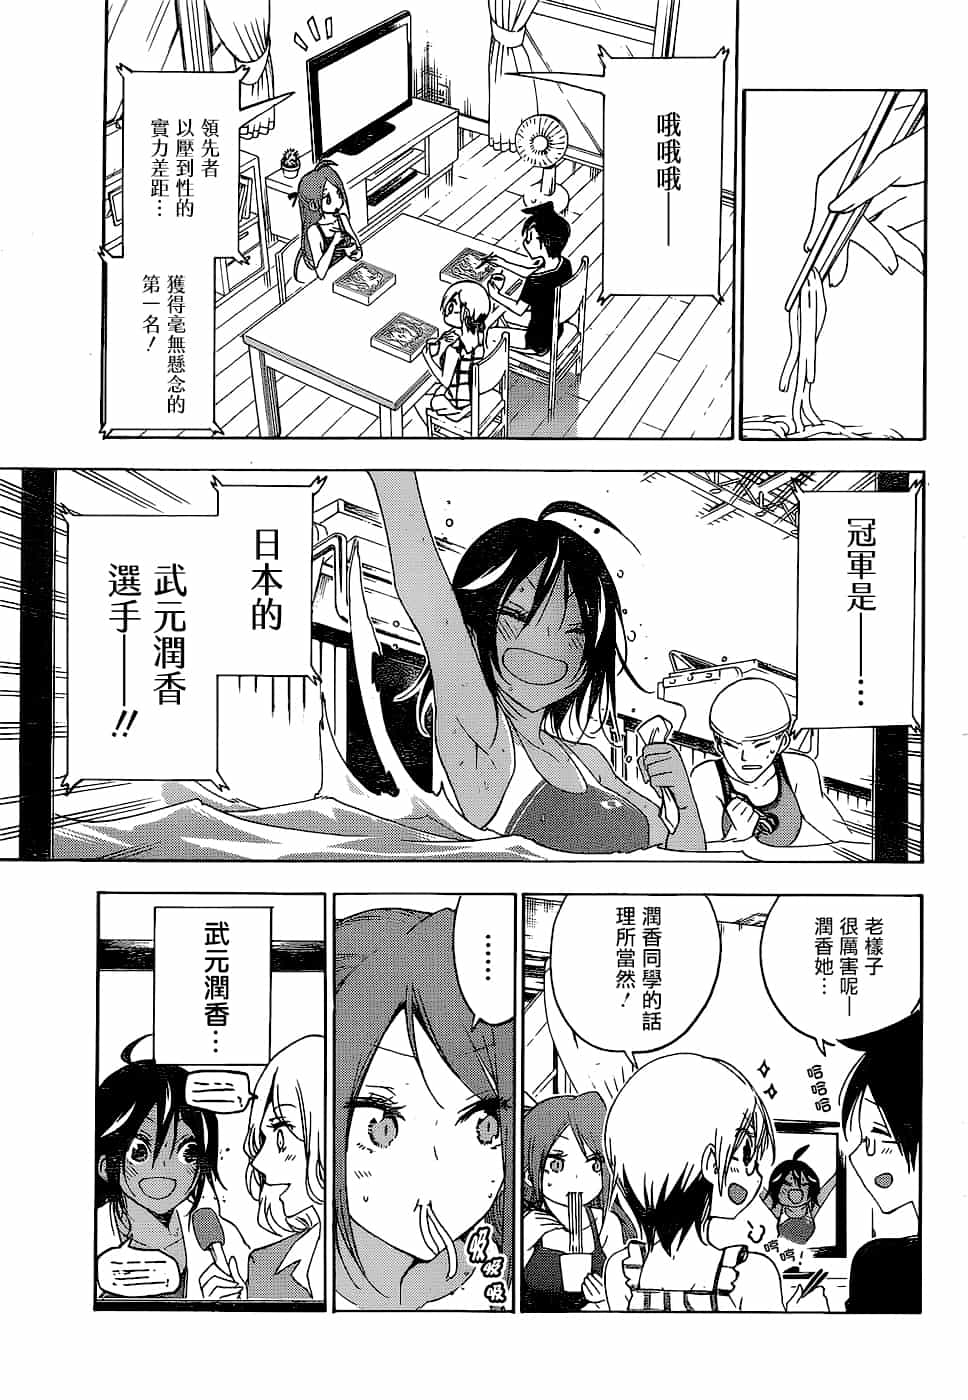 哦哦哦——
領先者
以壓到性的
實力差距…
獲得毫無懸念的
第一名！
冠軍是——…
日本的
武元潤香
選手——!!
老樣子
很厲害呢—
潤香她…
潤香同學的話
理所當然！
哈哈哈
哼哼！
……
吸吸吸
武元潤香…